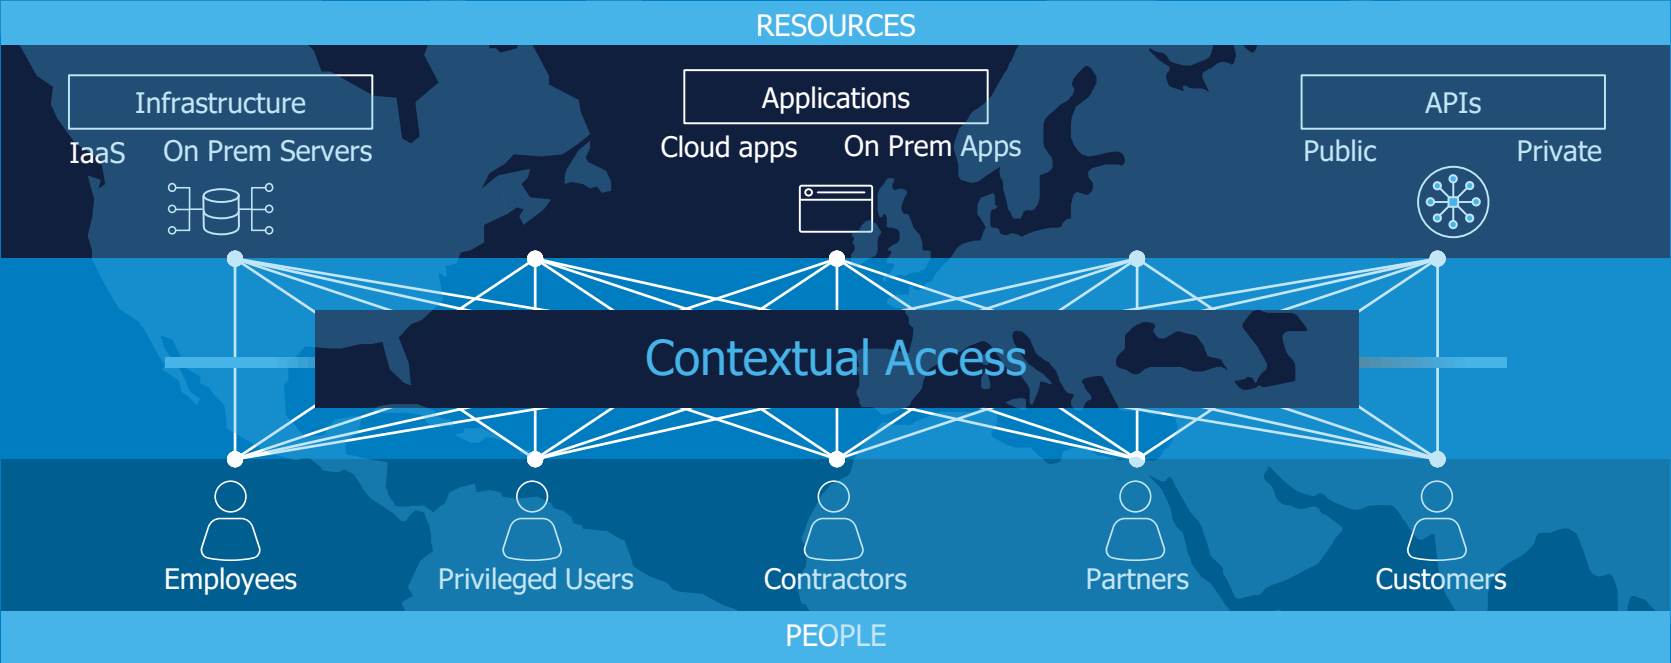 RESOURCES
Infrastructure
Applications
APIs
IaaS On Prem Servers
Cloud apps On Prem Apps
Public Private
Contextual Access
Employees
Privileged Users
Contractors
Partners
Customers
PEOPLE